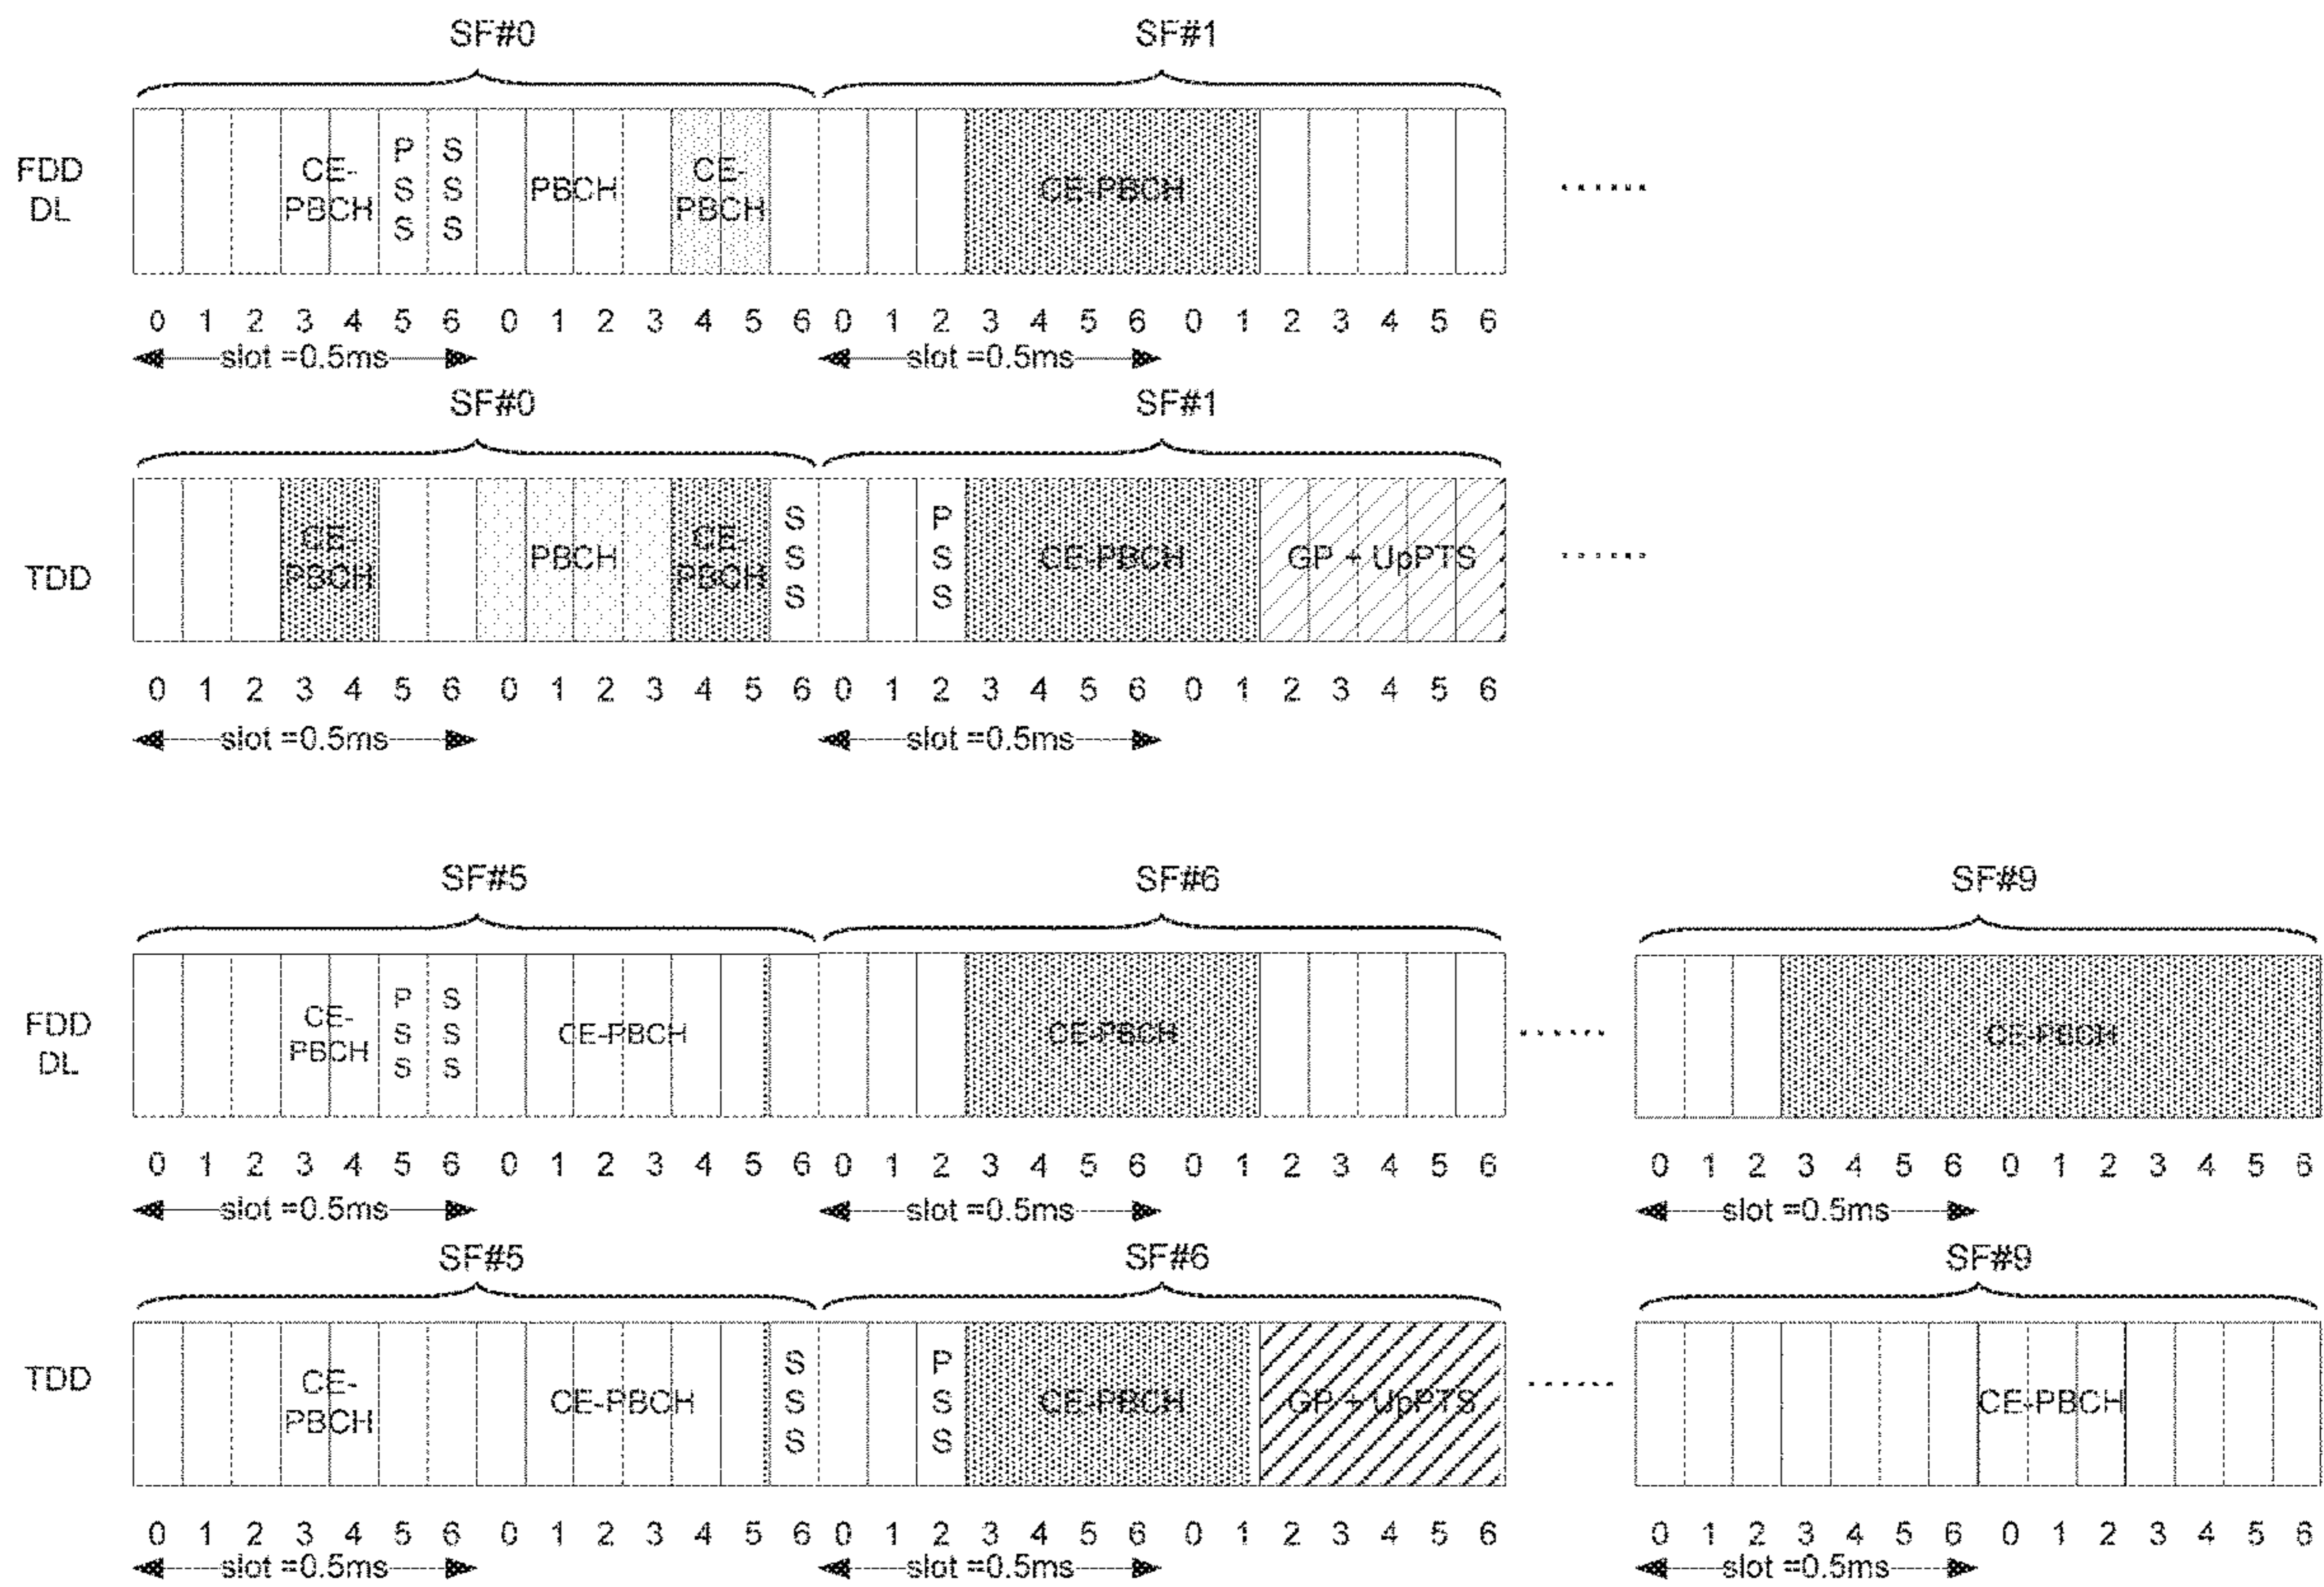 SF#0 SF#1
FDD DL
CE-PBCH PSS SSS PBCH CE-PBCH CE-PBCH ......
0 1 2 3 4 5 6 0 1 2 3 4 5 6 0 1 2 3 4 5 6 0 1 2 3 4 5 6
slot =0.5ms slot =0.5ms
SF#0 SF#1
TDD
CE-PBCH PBCH CE-PBCH SSS PSS CE-PBCH GP + UpPTS ......
0 1 2 3 4 5 6 0 1 2 3 4 5 6 0 1 2 3 4 5 6 0 1 2 3 4 5 6
slot =0.5ms slot =0.5ms
SF#5 SF#6 SF#9
FDD DL
CE-PBCH PSS SSS CE-PBCH CE-PBCH ...... CE-PBCH
0 1 2 3 4 5 6 0 1 2 3 4 5 6 0 1 2 3 4 5 6 0 1 2 3 4 5 6 0 1 2 3 4 5 6 0 1 2 3 4 5 6
slot =0.5ms slot =0.5ms slot =0.5ms
SF#5 SF#6 SF#9
TDD
CE-PBCH CE-PBCH SSS PSS CE-PBCH GP + UpPTS ...... CE-PBCH
0 1 2 3 4 5 6 0 1 2 3 4 5 6 0 1 2 3 4 5 6 0 1 2 3 4 5 6 0 1 2 3 4 5 6 0 1 2 3 4 5 6
slot =0.5ms slot =0.5ms slot =0.5ms